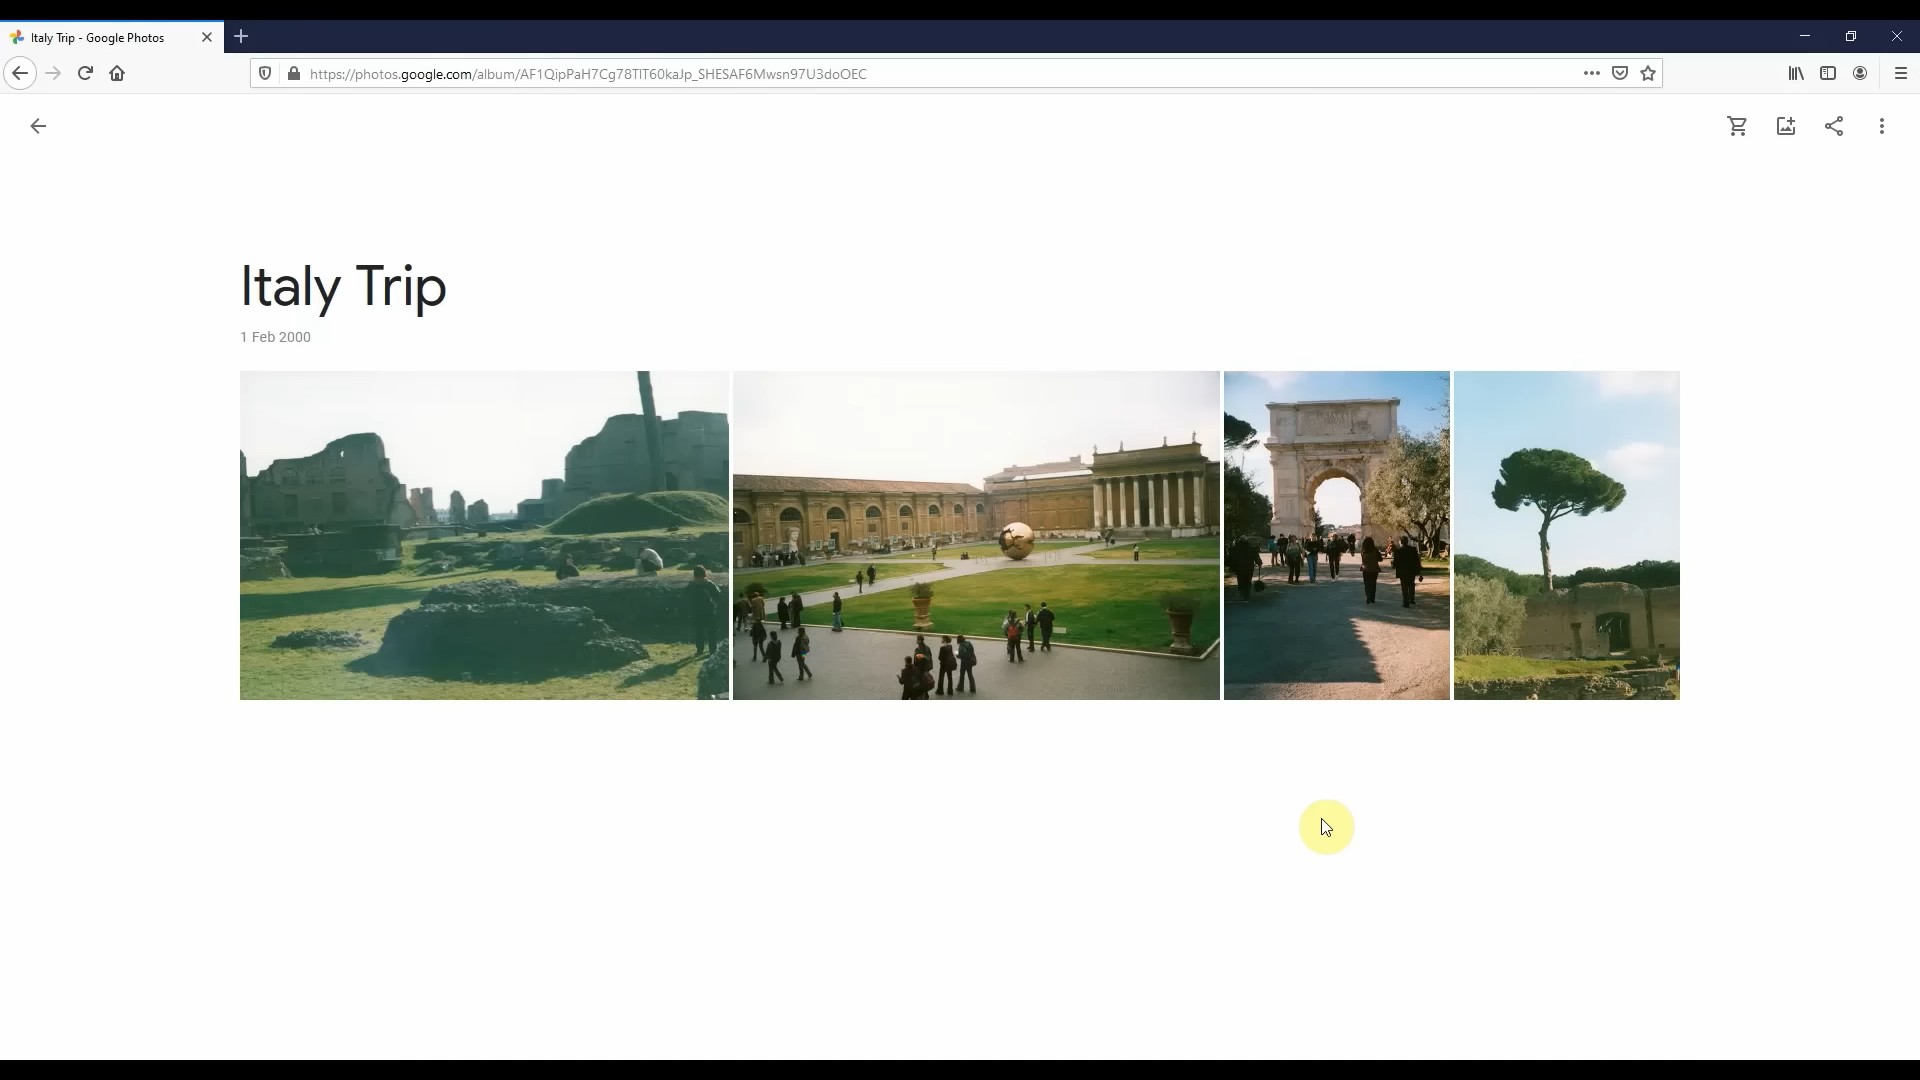 Italy Trip - Google Photos
https://photos.google.com/album/AF1QipPaH7Cg78TlT60kaJp_SHESAF6Mwsn97U3doOEC
Italy Trip
1 Feb 2000